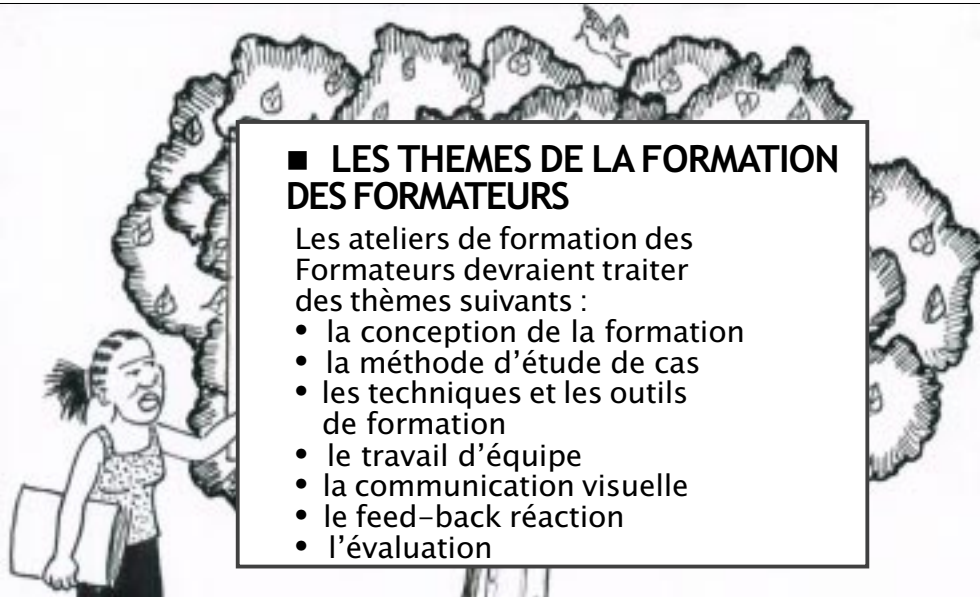 ■ LES THEMES DE LA FORMATION
DES FORMATEURS
Les ateliers de formation des
Formateurs devraient traiter
des thèmes suivants :
• la conception de la formation
• la méthode d’étude de cas
• les techniques et les outils
de formation
• le travail d’équipe
• la communication visuelle
• le feed-back réaction
• l’évaluation